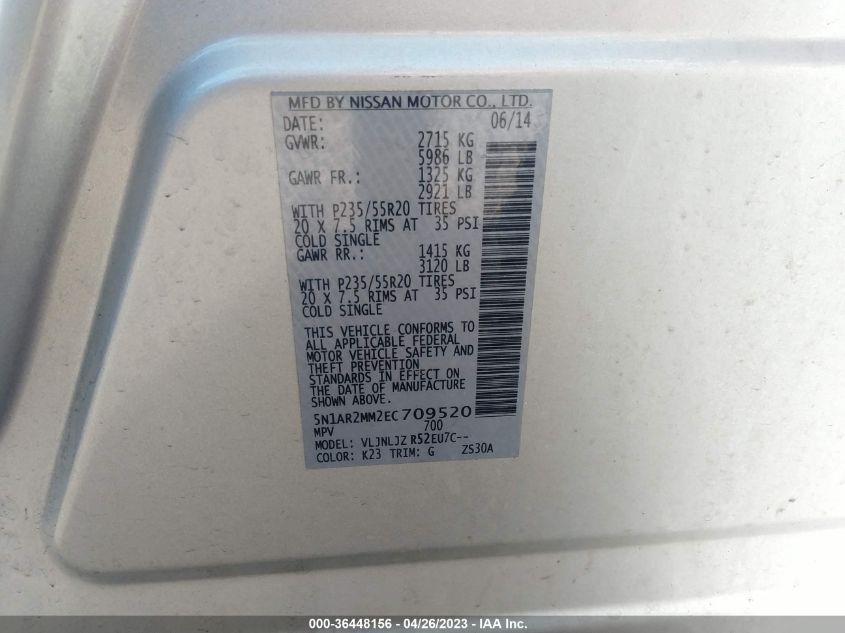 MFD BY NISSAN MOTOR CO., LTD.
DATE: 06/14
GVWR: 2715 KG
5986 LB
GAWR FR.: 1325 KG
2921 LB
WITH P235/55R20 TIRES
20 X 7.5 RIMS AT 35 PSI
COLD SINGLE
GAWR RR.: 1415 KG
3120 LB
WITH P235/55R20 TIRES
20 X 7.5 RIMS AT 35 PSI
COLD SINGLE
THIS VEHICLE CONFORMS TO
ALL APPLICABLE FEDERAL
MOTOR VEHICLE SAFETY AND
THEFT PREVENTION
STANDARDS IN EFFECT ON
THE DATE OF MANUFACTURE
SHOWN ABOVE.
5N1AR2MM2EC709520
MPV 700
MODEL: VLJNLJZ R52EU7C--
COLOR: K23 TRIM: G ZS30A
000-36448156 - 04/26/2023 - IAA Inc.